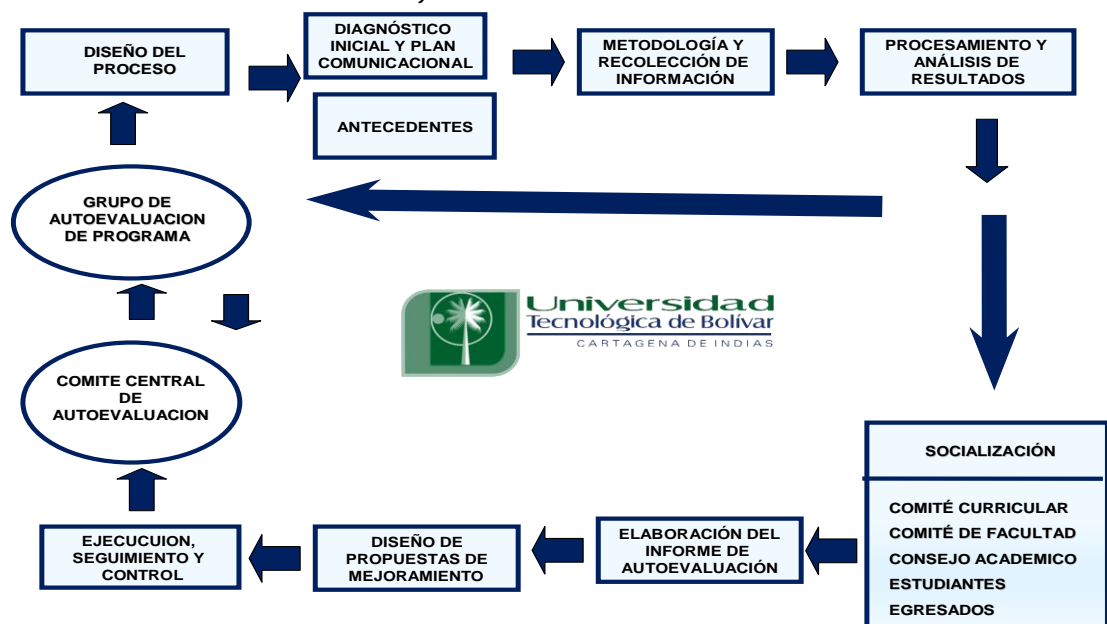 DISEÑO DEL
PROCESO
DIAGNÓSTICO
INICIAL Y PLAN
COMUNICACIONAL
ANTECEDENTES
METODOLOGÍA Y
RECOLECCIÓN DE
INFORMACIÓN
PROCESAMIENTO Y
ANÁLISIS DE
RESULTADOS
GRUPO DE
AUTOEVALUACION
DE PROGRAMA
Universidad
Tecnológica de Bolívar
CARTAGENA DE INDIAS
COMITE CENTRAL
DE
AUTOEVALUACION
SOCIALIZACIÓN
COMITÉ CURRICULAR
COMITÉ DE FACULTAD
CONSEJO ACADEMICO
ESTUDIANTES
EGRESADOS
ELABORACIÓN DEL
INFORME DE
AUTOEVALUACIÓN
DISEÑO DE
PROPUESTAS DE
MEJORAMIENTO
EJECUCUION,
SEGUIMIENTO Y
CONTROL